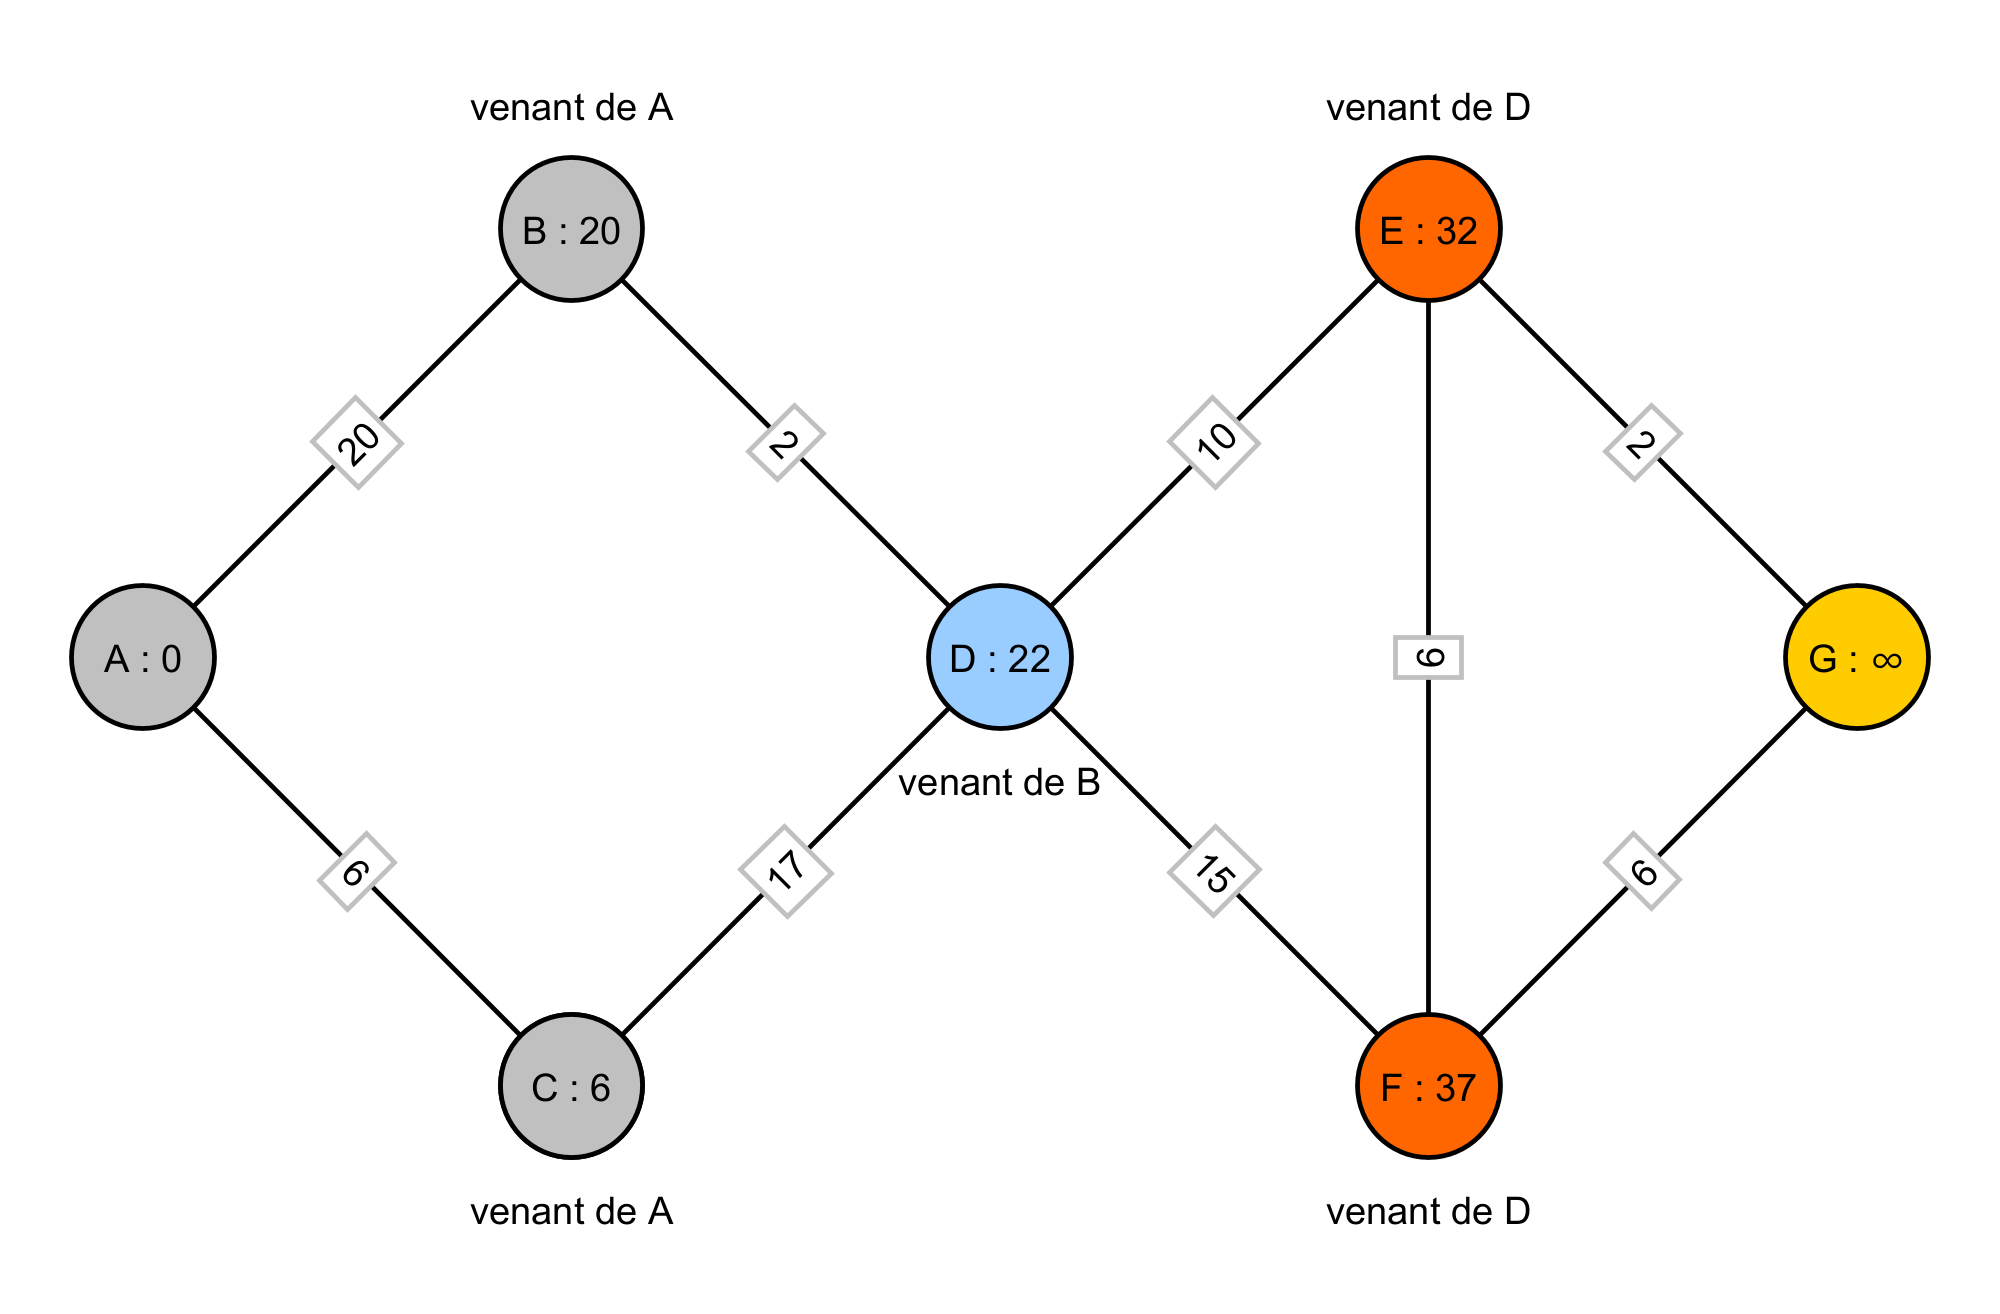 venant de A
venant de D
B : 20
E : 32
20
2
10
2
A : 0
D : 22
6
G : ∞
venant de B
6
17
15
6
C : 6
F : 37
venant de A
venant de D